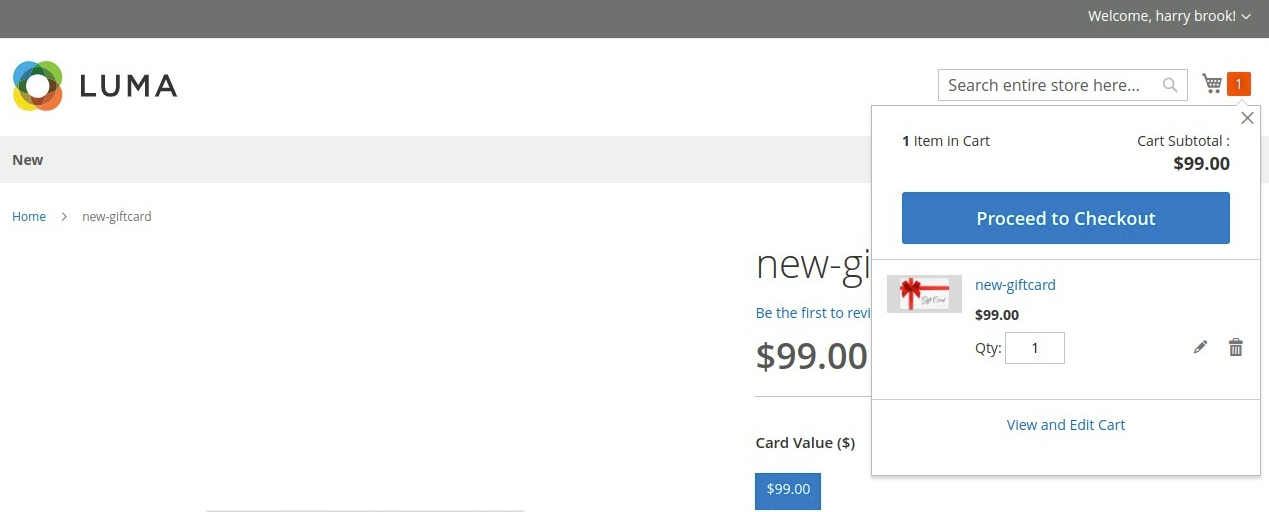 Welcome, harry brook!
LUMA
Search entire store here...
1
New
1 Item in Cart
Cart Subtotal :
$99.00
Proceed to Checkout
Home
new-giftcard
new-gi
Be the first to revi
$99.00
Card Value ($)
$99.00
Gift Card
new-giftcard
$99.00
Qty: 1
View and Edit Cart